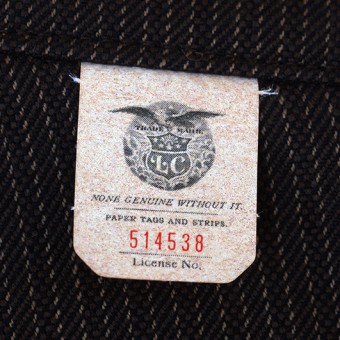 TRADE MARK.
LC
NONE GENUINE WITHOUT IT.
PAPER TAGS AND STRIPS.
514538
License No.